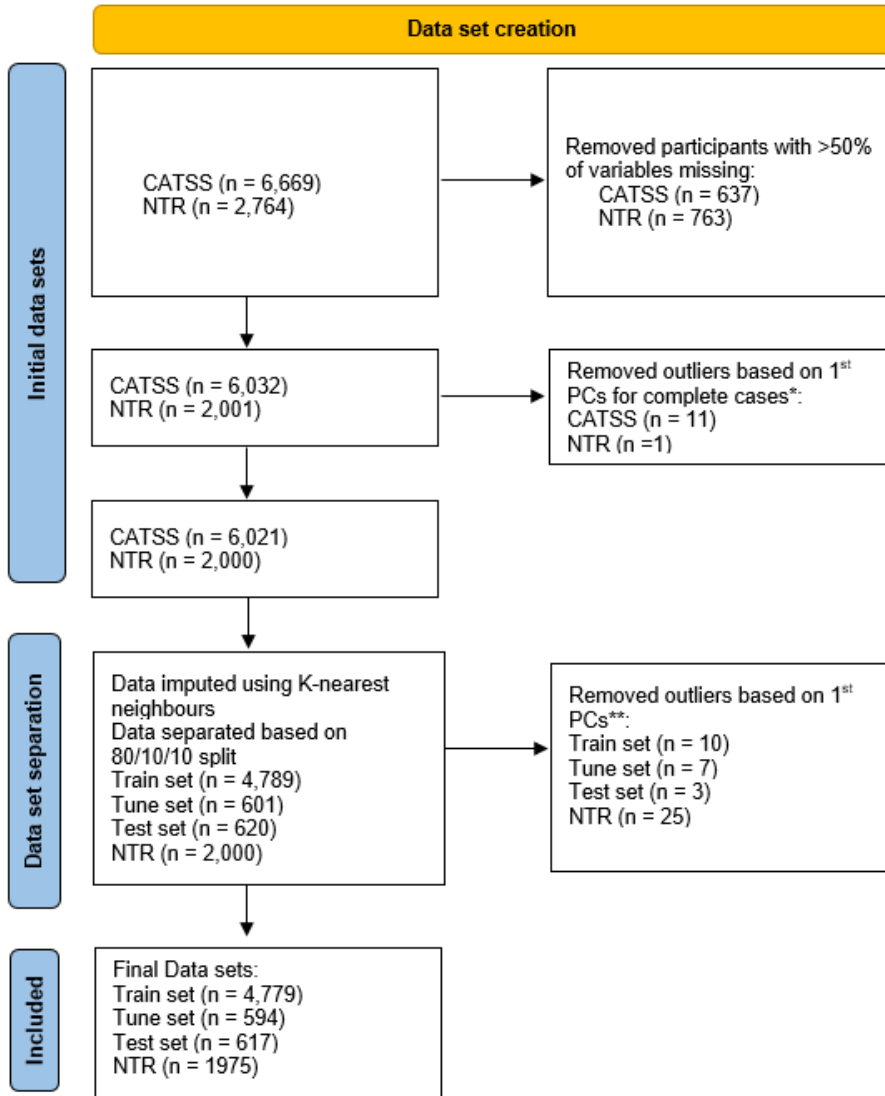 Data set creation
Initial data sets
CATSS (n = 6,669)
NTR (n = 2,764)
Removed participants with >50%
of variables missing:
CATSS (n = 637)
NTR (n = 763)
CATSS (n = 6,032)
NTR (n = 2,001)
Removed outliers based on 1st
PCs for complete cases*:
CATSS (n = 11)
NTR (n =1)
CATSS (n = 6,021)
NTR (n = 2,000)
Data set separation
Data imputed using K-nearest
neighbours
Data separated based on
80/10/10 split
Train set (n = 4,789)
Tune set (n = 601)
Test set (n = 620)
NTR (n = 2,000)
Removed outliers based on 1st
PCs**:
Train set (n = 10)
Tune set (n = 7)
Test set (n = 3)
NTR (n = 25)
Included
Final Data sets:
Train set (n = 4,779)
Tune set (n = 594)
Test set (n = 617)
NTR (n = 1975)